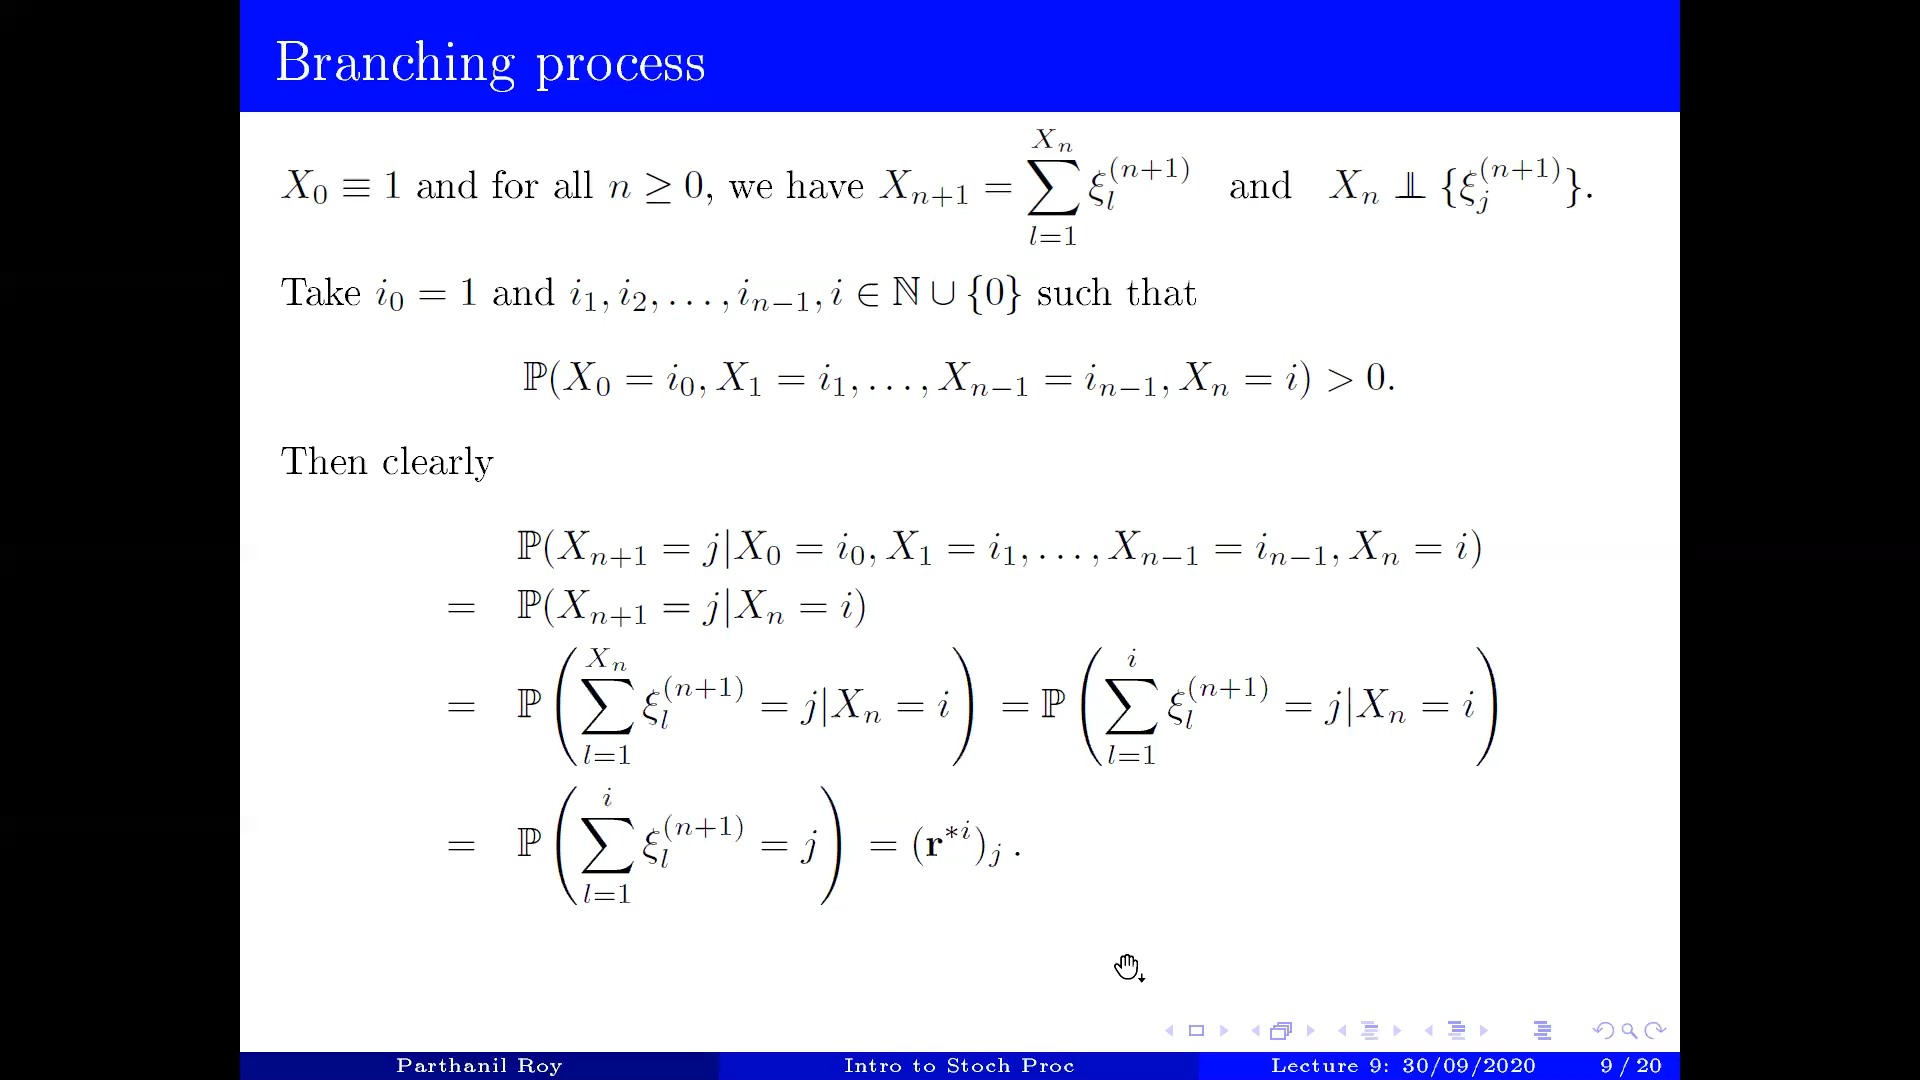 Branching process
X_0 ≡ 1 and for all n ≥ 0, we have X_{n+1} = \sum_{l=1}^{X_n} ξ_l^{(n+1)} and X_n ⫫ {ξ_j^{(n+1)}}.
Take i_0 = 1 and i_1, i_2, . . . , i_{n−1}, i ∈ ℕ ∪ {0} such that
ℙ(X_0 = i_0, X_1 = i_1, . . . , X_{n−1} = i_{n−1}, X_n = i) > 0.
Then clearly
ℙ(X_{n+1} = j|X_0 = i_0, X_1 = i_1, . . . , X_{n−1} = i_{n−1}, X_n = i)
= ℙ(X_{n+1} = j|X_n = i)
= ℙ(\sum_{l=1}^{X_n} ξ_l^{(n+1)} = j|X_n = i) = ℙ(\sum_{l=1}^{i} ξ_l^{(n+1)} = j|X_n = i)
= ℙ(\sum_{l=1}^{i} ξ_l^{(n+1)} = j) = (𝐫^{*i})_j .
Parthanil Roy Intro to Stoch Proc Lecture 9: 30/09/2020 9 / 20